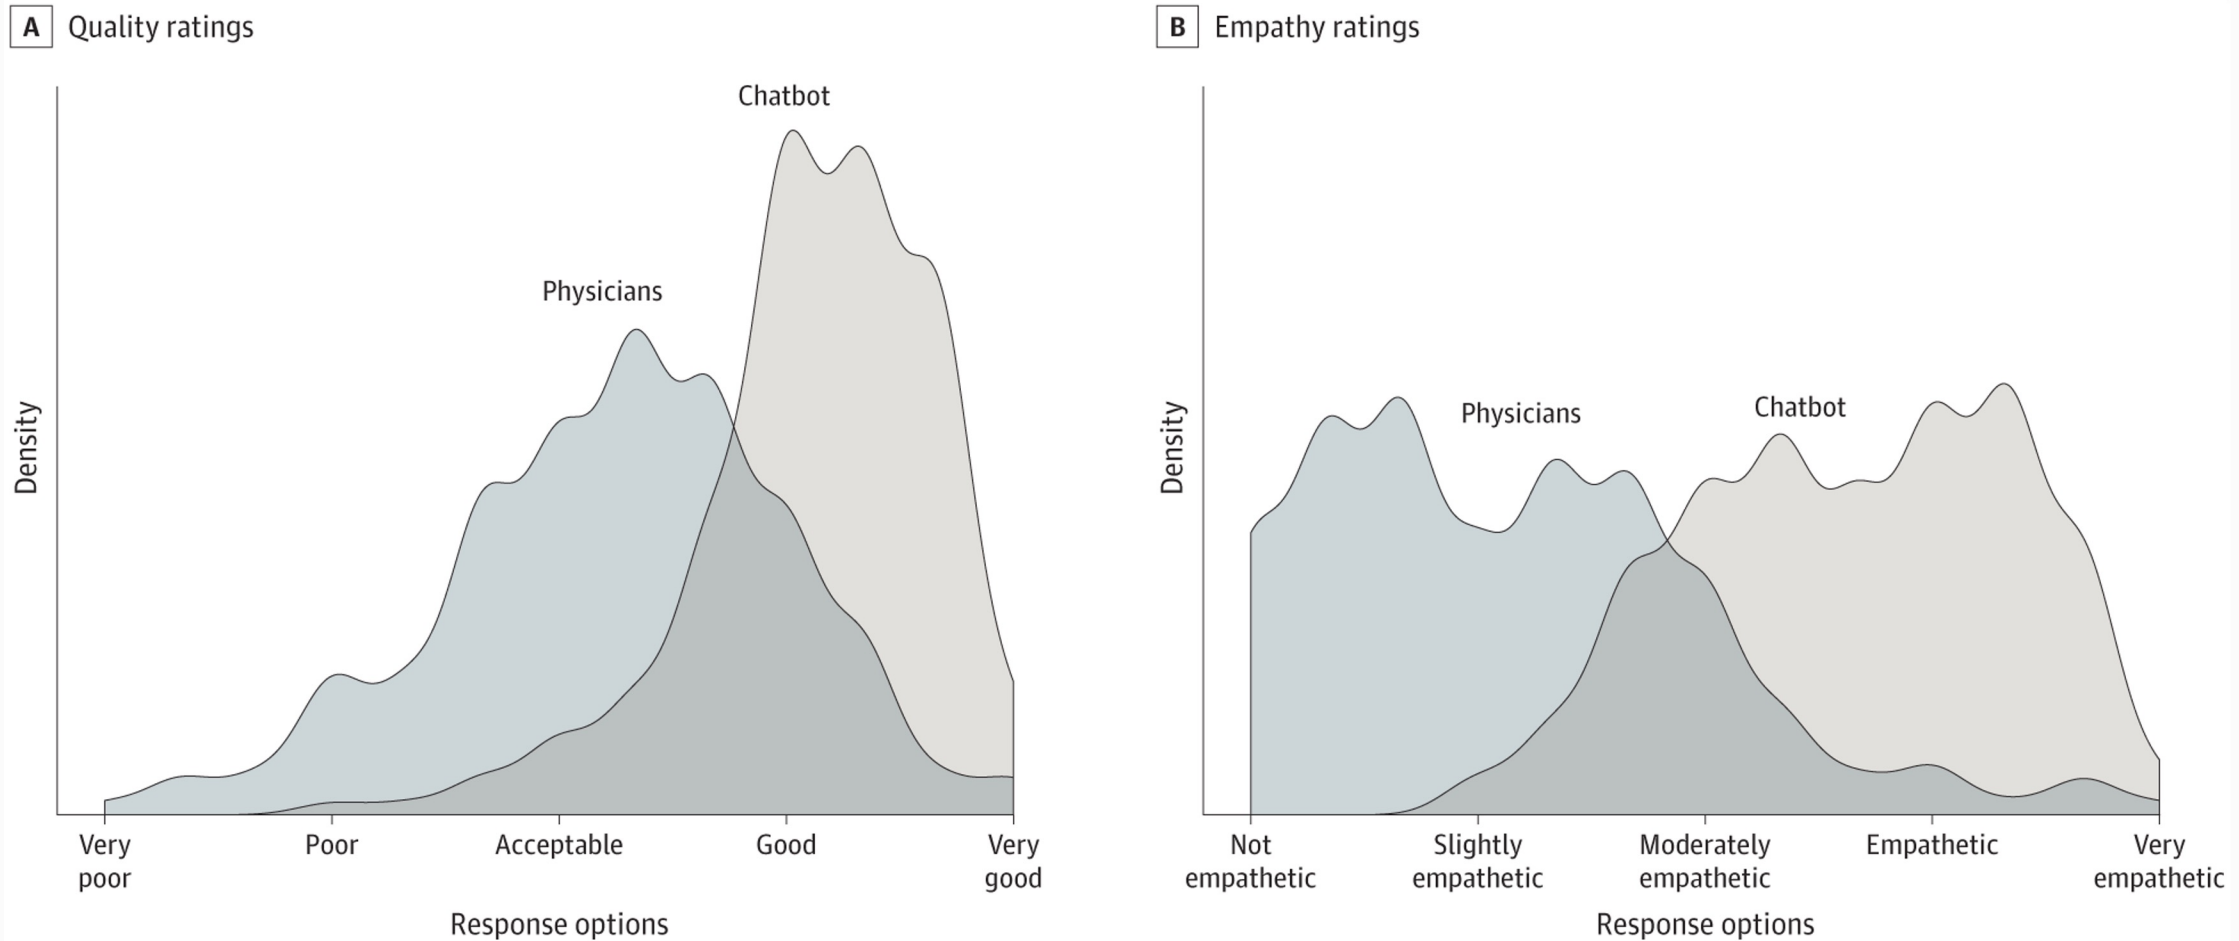 A Quality ratings
Density
Physicians
Chatbot
Very
poor
Poor
Acceptable
Good
Very
good
Response options
B Empathy ratings
Density
Physicians
Chatbot
Not
empathetic
Slightly
empathetic
Moderately
empathetic
Empathetic
Very
empathetic
Response options